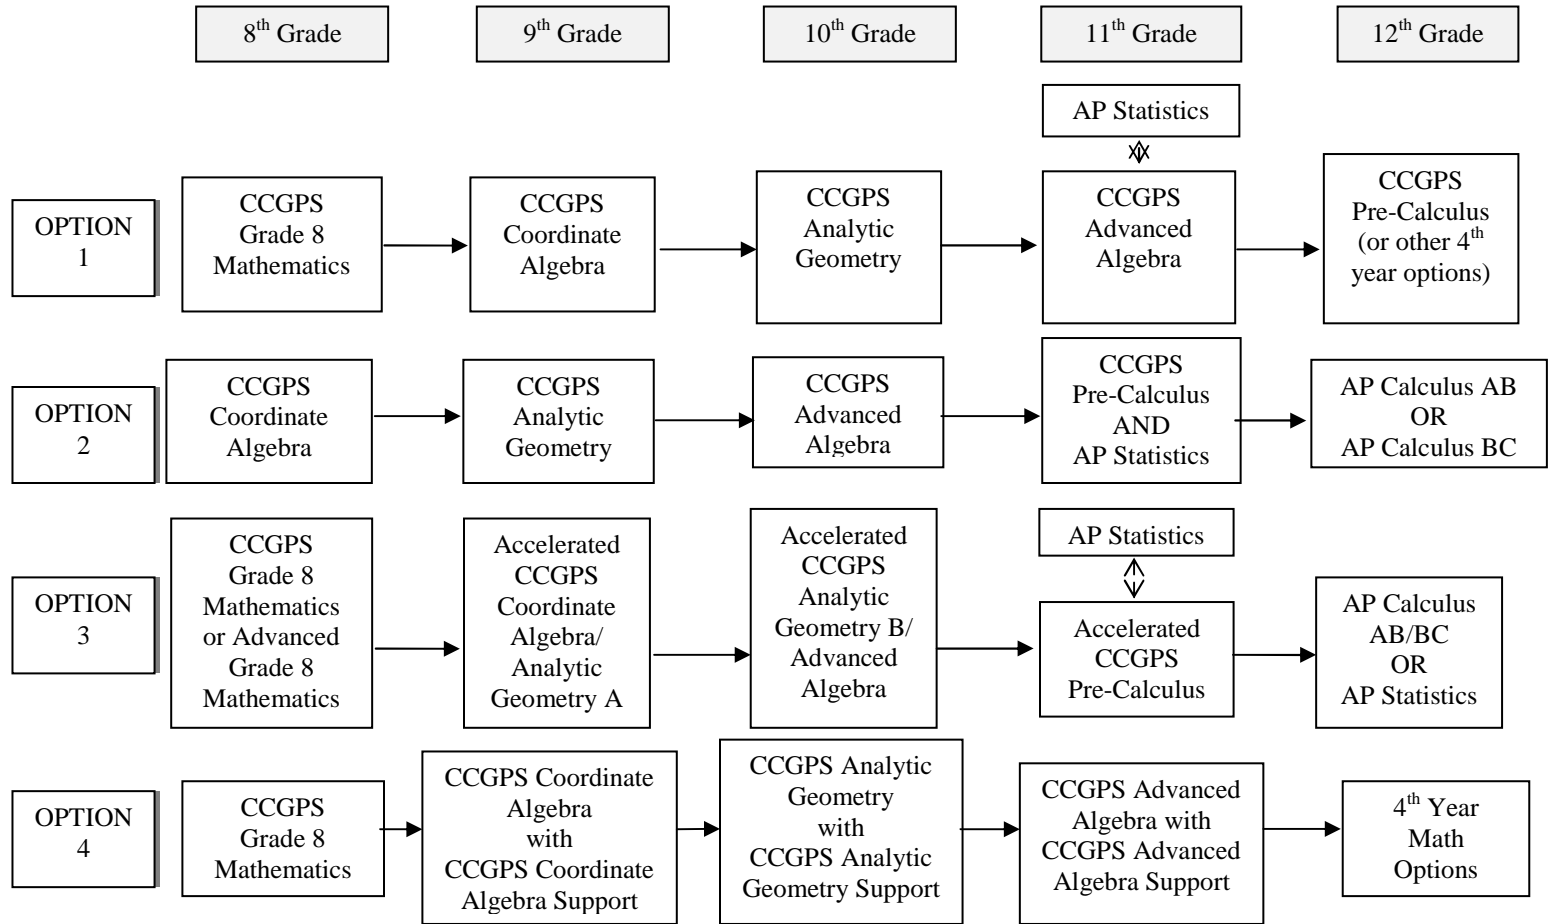 8th Grade
9th Grade
10th Grade
11th Grade
12th Grade
OPTION
1
CCGPS
Grade 8
Mathematics
CCGPS
Coordinate
Algebra
CCGPS
Analytic
Geometry
AP Statistics
CCGPS
Advanced
Algebra
CCGPS
Pre-Calculus
(or other 4th
year options)
OPTION
2
CCGPS
Coordinate
Algebra
CCGPS
Analytic
Geometry
CCGPS
Advanced
Algebra
CCGPS
Pre-Calculus
AND
AP Statistics
AP Calculus AB
OR
AP Calculus BC
OPTION
3
CCGPS
Grade 8
Mathematics
or Advanced
Grade 8
Mathematics
Accelerated
CCGPS
Coordinate
Algebra/
Analytic
Geometry A
Accelerated
CCGPS
Analytic
Geometry B/
Advanced
Algebra
AP Statistics
Accelerated
CCGPS
Pre-Calculus
AP Calculus
AB/BC
OR
AP Statistics
OPTION
4
CCGPS
Grade 8
Mathematics
CCGPS Coordinate
Algebra
with
CCGPS Coordinate
Algebra Support
CCGPS Analytic
Geometry
with
CCGPS Analytic
Geometry Support
CCGPS Advanced
Algebra with
CCGPS Advanced
Algebra Support
4th Year
Math
Options